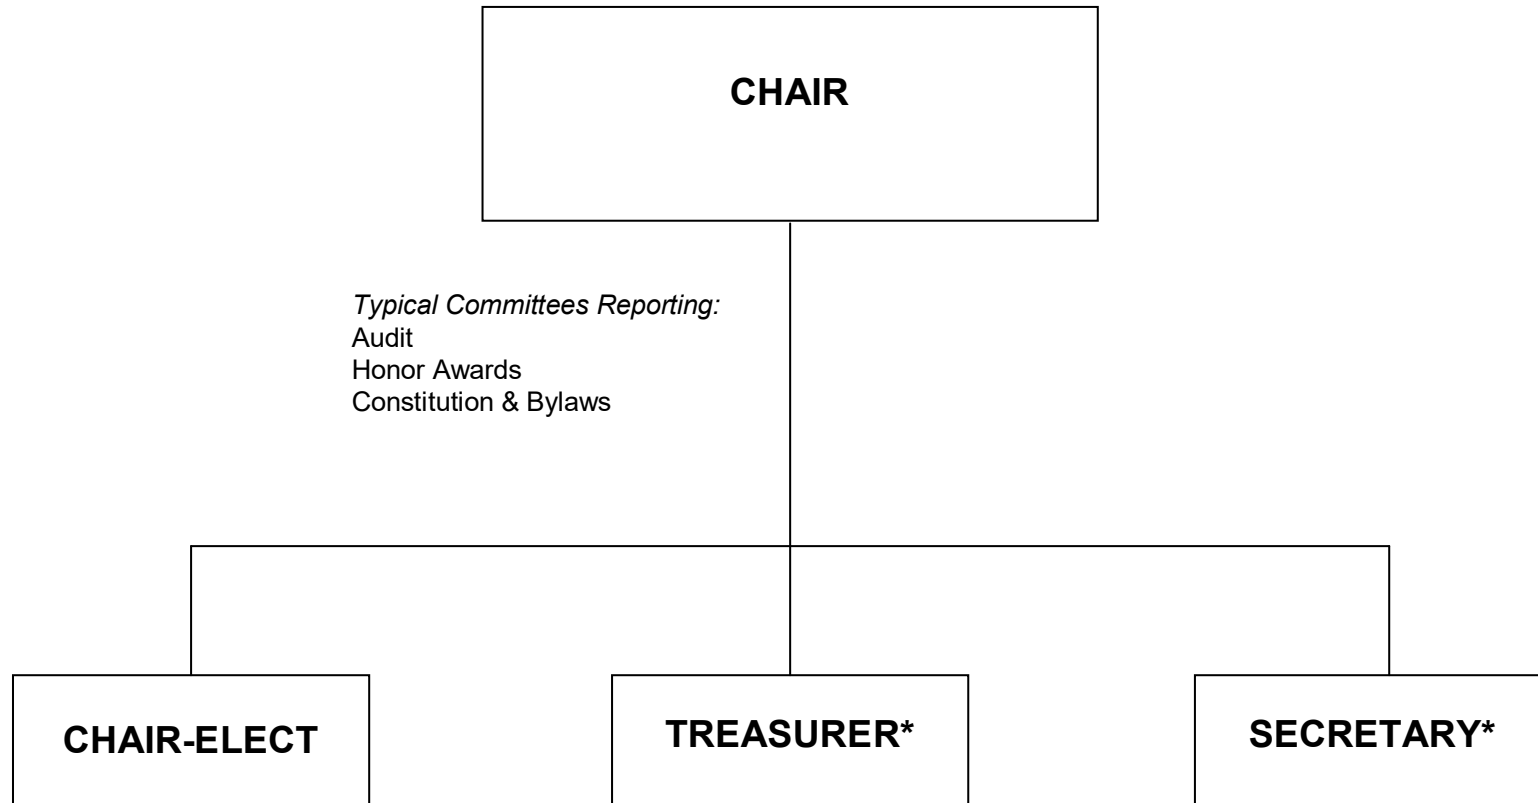 CHAIR
Typical Committees Reporting:
Audit
Honor Awards
Constitution & Bylaws
CHAIR-ELECT
TREASURER*
SECRETARY*